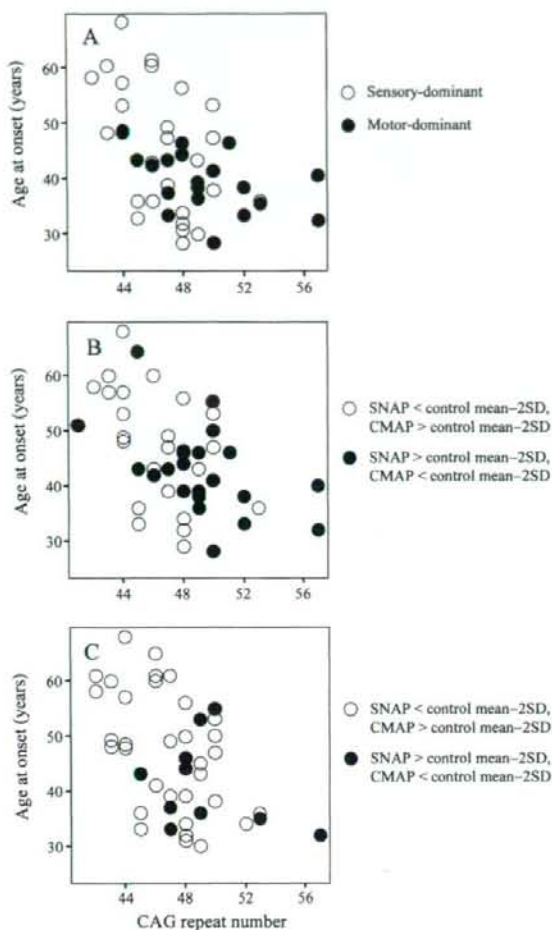 A
Age at onset (years)
60
50
40
30
44 48 52 56
Sensory-dominant
Motor-dominant
B
Age at onset (years)
60
50
40
30
44 48 52 56
SNAP < control mean–2SD,
CMAP > control mean–2SD
SNAP > control mean–2SD,
CMAP < control mean–2SD
C
Age at onset (years)
60
50
40
30
44 48 52 56
CAG repeat number
SNAP < control mean–2SD,
CMAP > control mean–2SD
SNAP > control mean–2SD,
CMAP < control mean–2SD